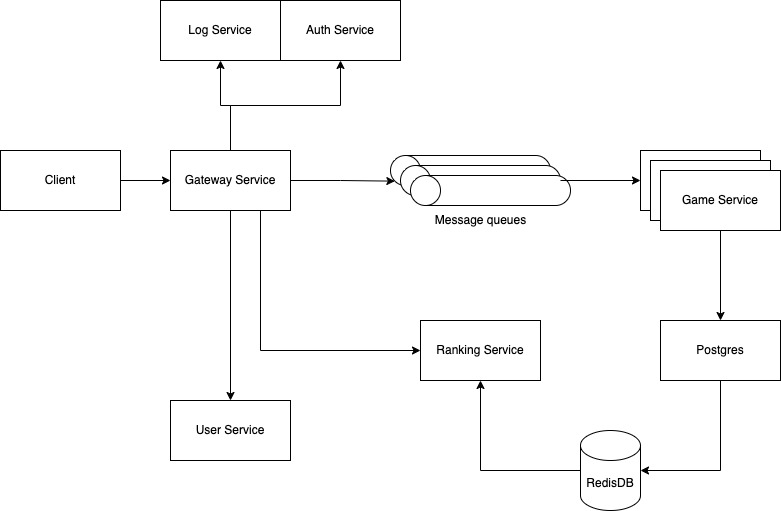 Log Service
Auth Service
Client
Gateway Service
Message queues
Game Service
Ranking Service
Postgres
User Service
RedisDB